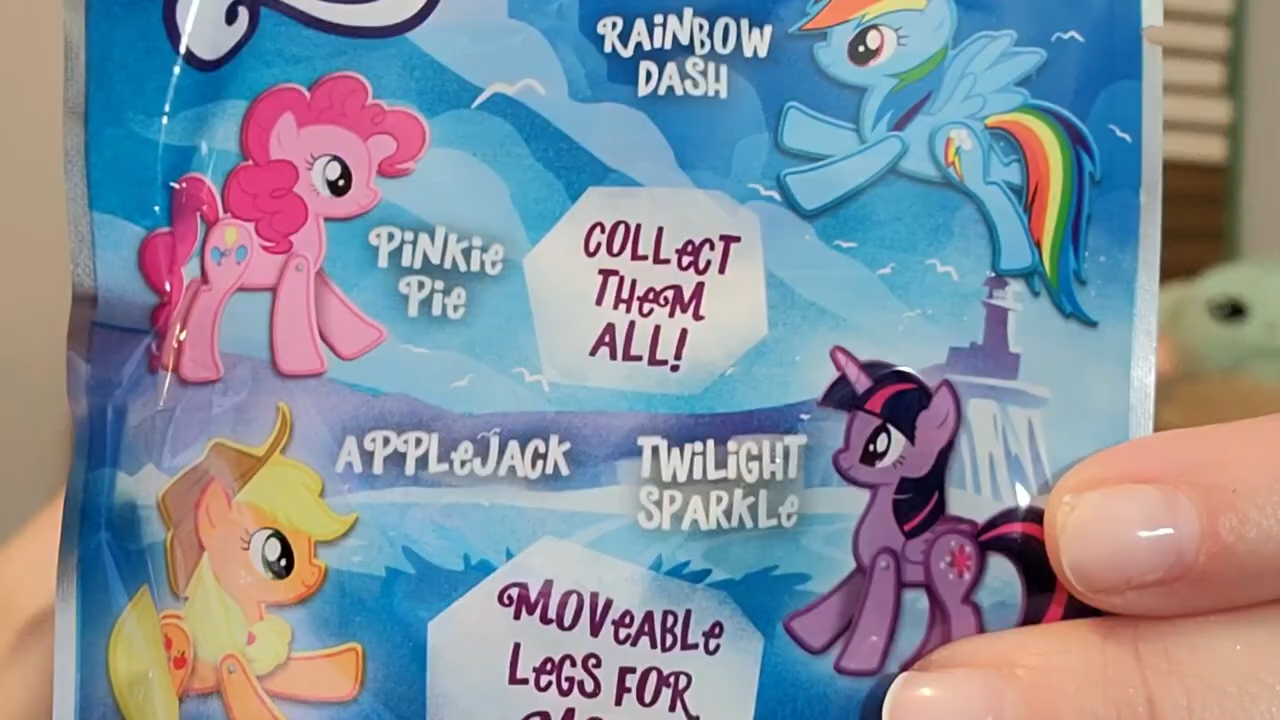 RAiNBOW
DASH
PiNKie
Pie
COLLeCT
THeM
ALL!
APPLeJACK
TWiLiGHT
SPARKLe
MOVeABLe
LeGS FOR